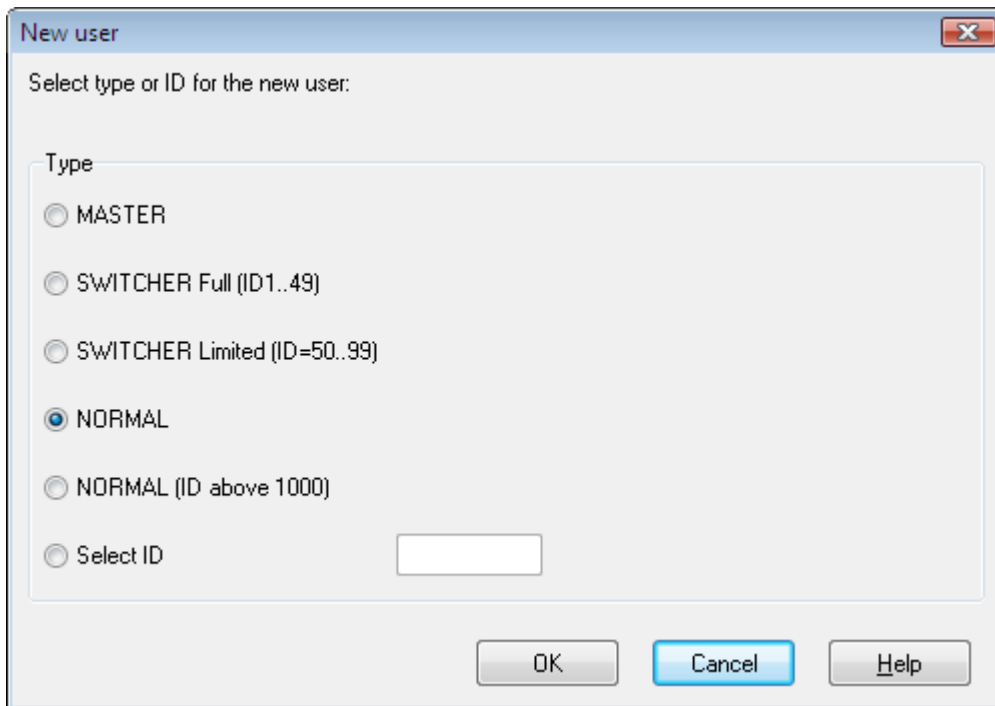 New user
Select type or ID for the new user:
Type
MASTER
SWITCHER Full (ID1..49)
SWITCHER Limited (ID=50..99)
NORMAL
NORMAL (ID above 1000)
Select ID
OK Cancel Help